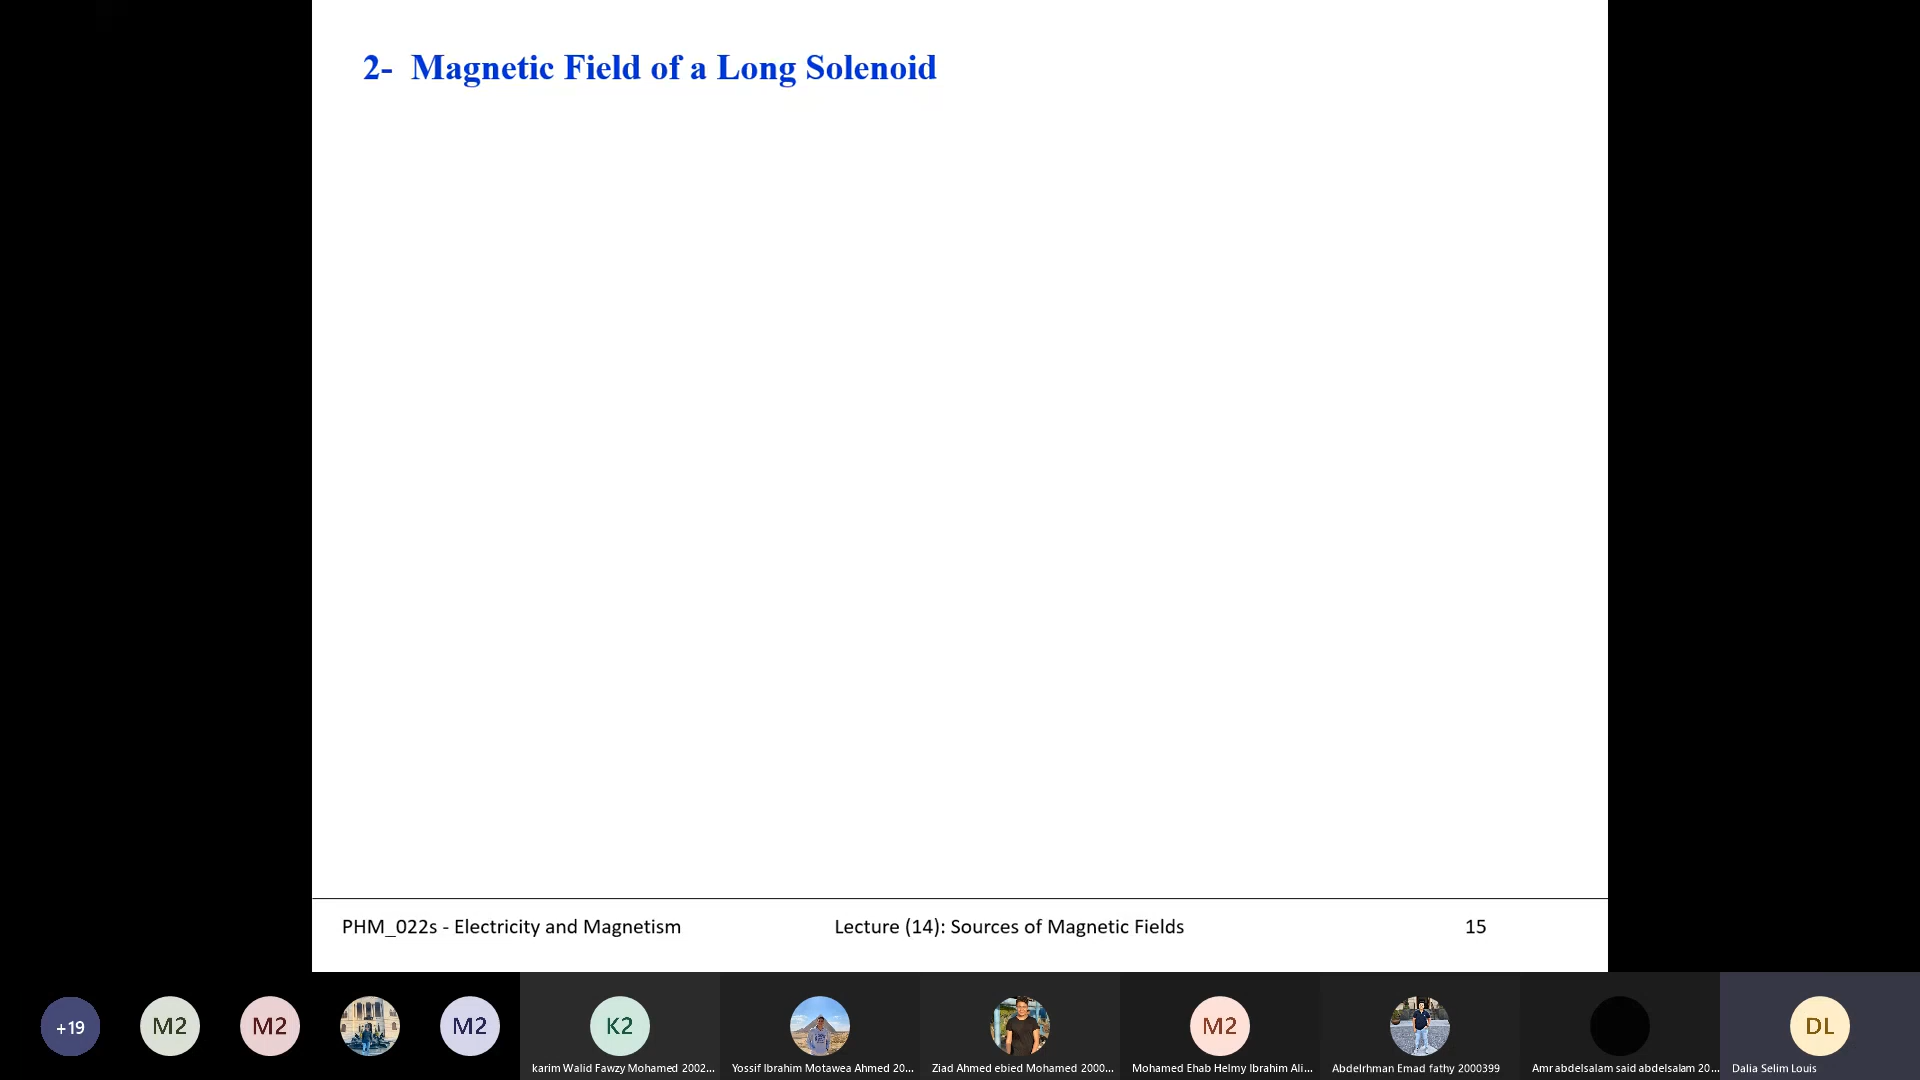 2- Magnetic Field of a Long Solenoid
PHM_022s - Electricity and Magnetism
Lecture (14): Sources of Magnetic Fields
15
+19
M2
M2
M2
K2
M2
DL
karim Walid Fawzy Mohamed 2002...
Yossif Ibrahim Motawea Ahmed 20...
Ziad Ahmed ebied Mohamed 2000...
Mohamed Ehab Helmy Ibrahim Ali...
Abdelrhman Emad fathy 2000399
Amr abdelsalam said abdelsalam 20...
Dalia Selim Louis